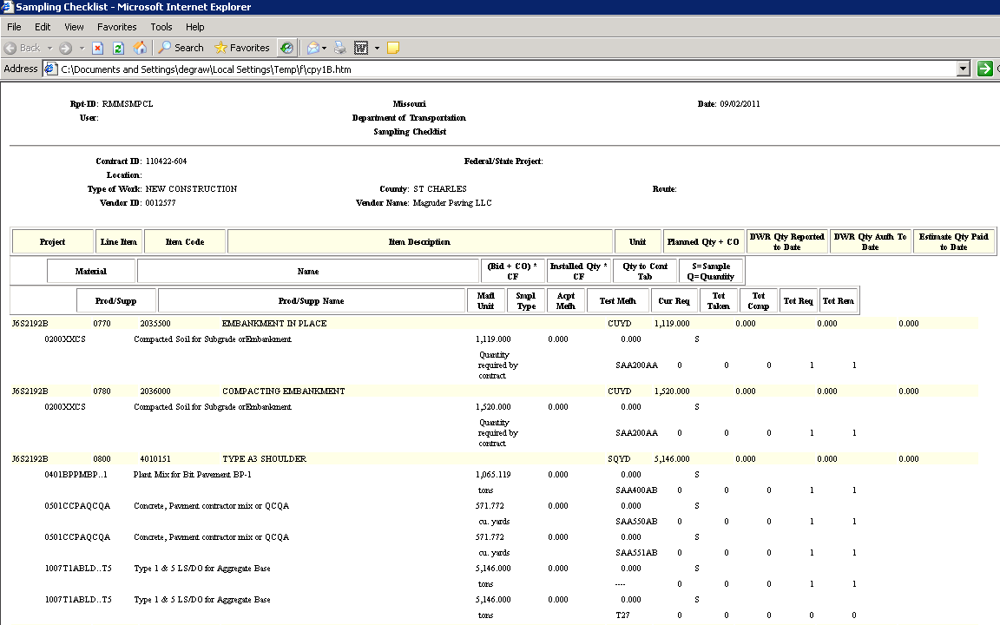 Sampling Checklist - Microsoft Internet Explorer
File Edit View Favorites Tools Help
Back Search Favorites
Address C:\Documents and Settings\degraw\Local Settings\Temp\f\cpy1B.htm
Rpt-ID: RMMSMPCL Missouri Date: 09/02/2011
User: Department of Transportation
Sampling Checklist
Contract ID: 110422-604 Federal/State Project:
Location:
Type of Work: NEW CONSTRUCTION County: ST CHARLES Route:
Vendor ID: 0012577 Vendor Name: Magruder Paving LLC
Project Line Item Item Code Item Description Unit Planned Qty + CO DWR Qty Reported to Date DWR Qty Auth To Date Estimate Qty Paid to Date
Material Name (Bid + CO) * CF Installed Qty * CF Qty to Cont Tab S=Sample Q=Quantity
Prod/Supp Prod/Supp Name Matl Unit Smpl Type Acpt Meth Test Meth Cur Req Tot Taken Tot Comp Tot Req Tot Rem
J6S2192B 0770 2035500 EMBANKMENT IN PLACE CUYD 1,119.000 0.000 0.000 0.000
0200XXCS Compacted Soil for Subgrade orEmbankment 1,119.000 0.000 0.000 S
Quantity required by contract SAA200AA 0 0 0 1 1
J6S2192B 0780 2036000 COMPACTING EMBANKMENT CUYD 1,520.000 0.000 0.000 0.000
0200XXCS Compacted Soil for Subgrade orEmbankment 1,520.000 0.000 0.000 S
Quantity required by contract SAA200AA 0 0 0 1 1
J6S2192B 0800 4010151 TYPE A3 SHOULDER SQYD 5,146.000 0.000 0.000 0.000
0401BPPMBP..1 Plant Mix for Bit Pavement BP-1 1,065.119 0.000 0.000 S
tons SAA400AB 0 0 0 1 1
0501CCPAQCQA Concrete, Pavment contractor mix or QCQA 571.772 0.000 0.000 S
cu. yards SAA550AB 0 0 0 1 1
0501CCPAQCQA Concrete, Pavment contractor mix or QCQA 571.772 0.000 0.000 S
cu. yards SAA551AB 0 0 0 1 1
1007T1ABLD..T5 Type 1 & 5 LS/DO for Aggregate Base 5,146.000 0.000 0.000 S
tons ---- 0 0 0 1 1
1007T1ABLD..T5 Type 1 & 5 LS/DO for Aggregate Base 5,146.000 0.000 0.000 S
tons T27 0 0 0 0 0